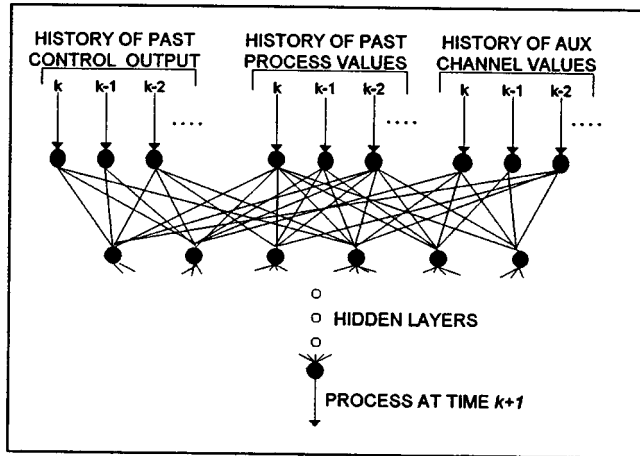 HISTORY OF PAST
CONTROL OUTPUT
HISTORY OF PAST
PROCESS VALUES
HISTORY OF AUX
CHANNEL VALUES
k k-1 k-2 ....
k k-1 k-2 ....
k k-1 k-2 ....
HIDDEN LAYERS
PROCESS AT TIME k+1